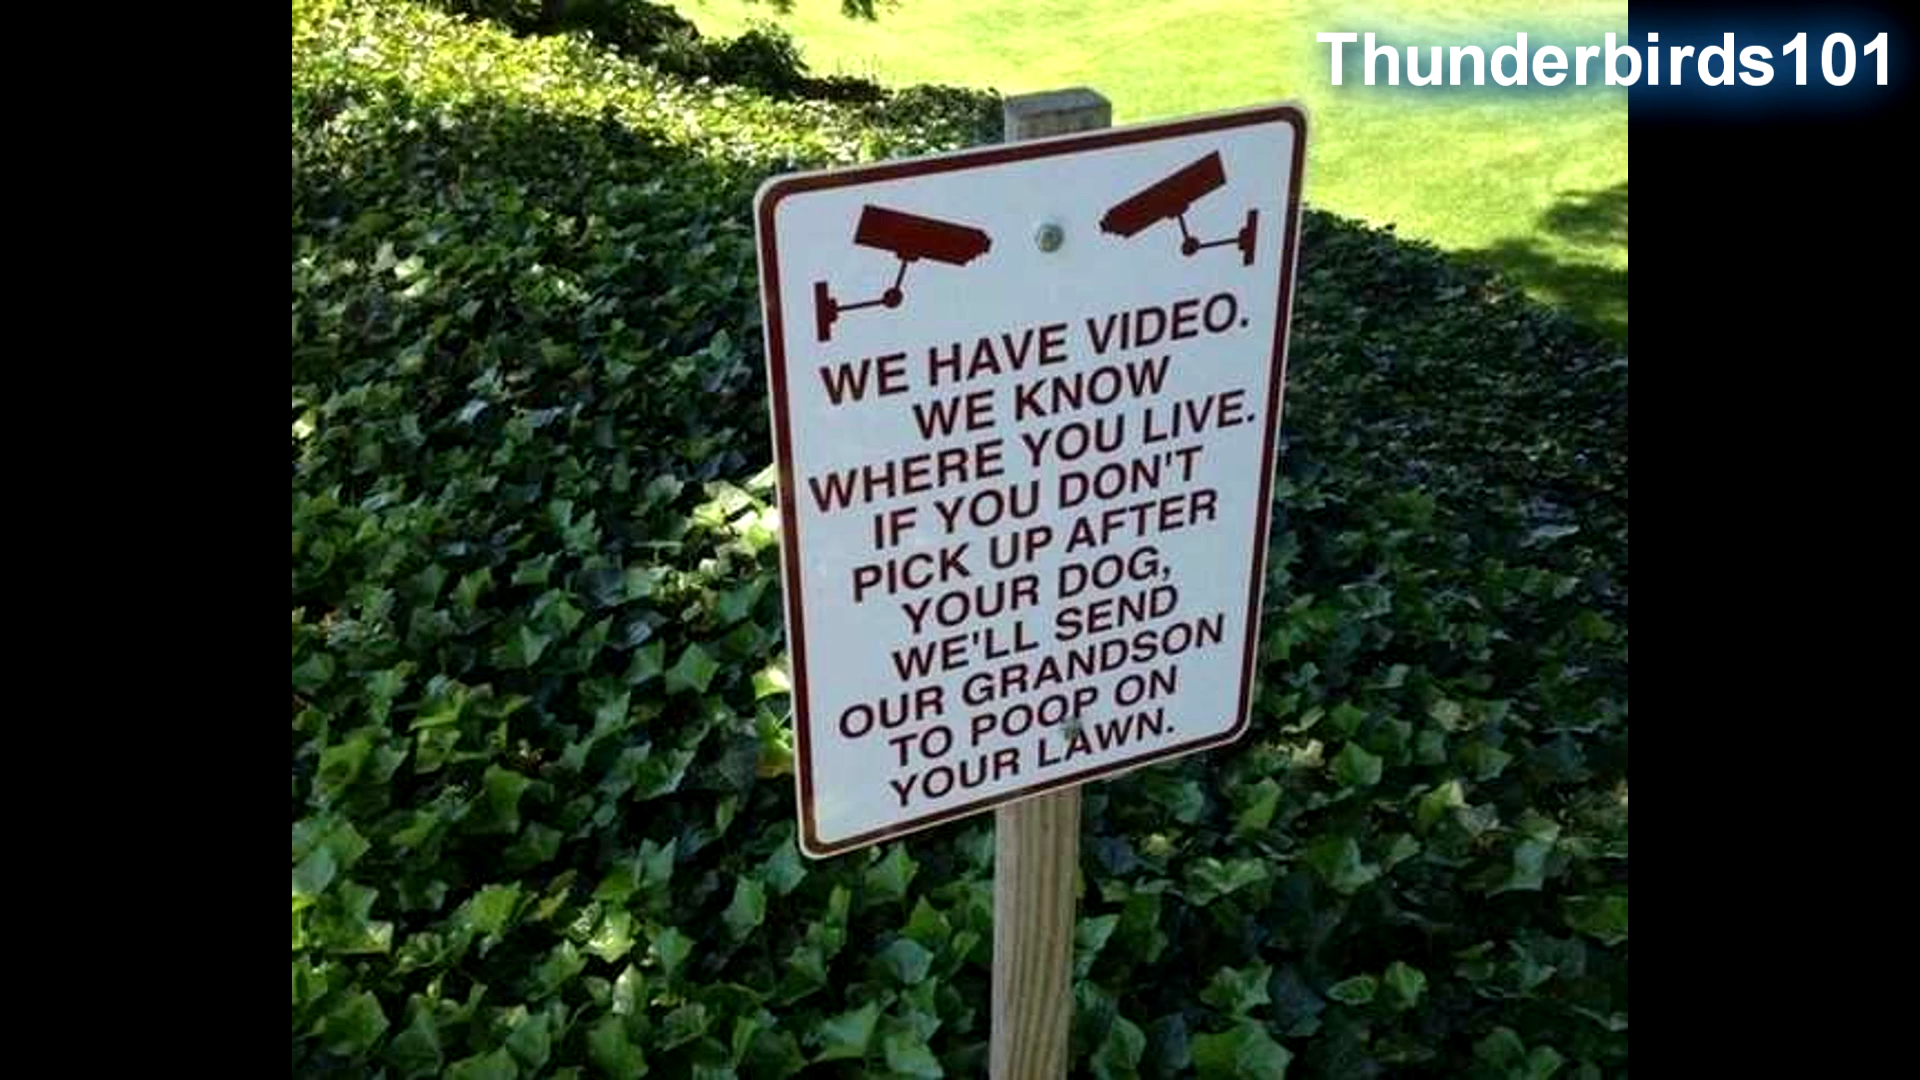 Thunderbirds101
WE HAVE VIDEO.
WE KNOW
WHERE YOU LIVE.
IF YOU DON'T
PICK UP AFTER
YOUR DOG,
WE'LL SEND
OUR GRANDSON
TO POOP ON
YOUR LAWN.